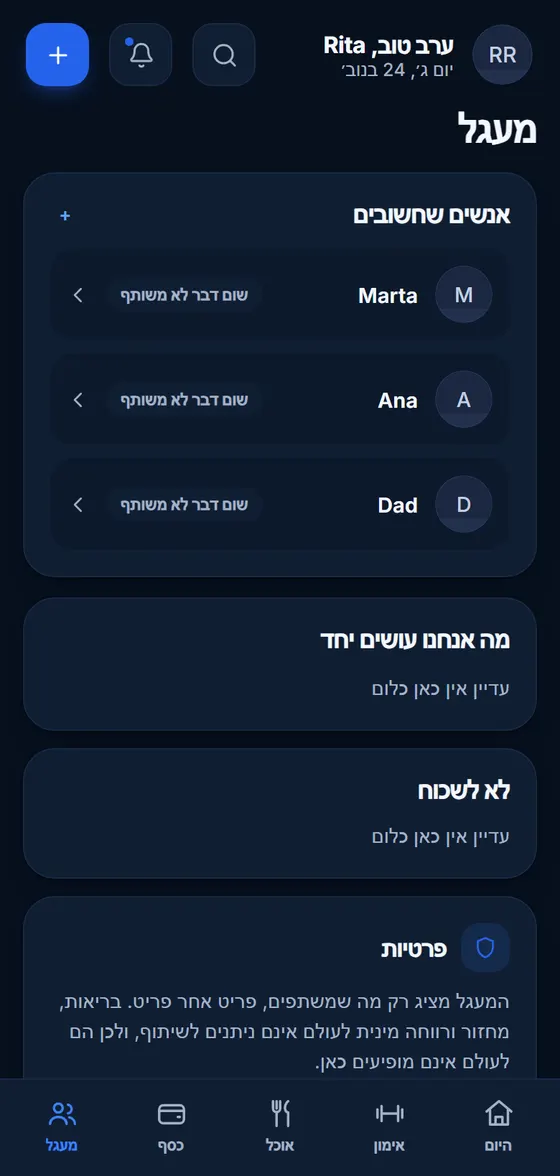 RR
ערב טוב, Rita
יום ג׳, 24 בנוב׳
מעגל
אנשים שחשובים
+
M
Marta
שום דבר לא משותף
A
Ana
שום דבר לא משותף
D
Dad
שום דבר לא משותף
מה אנחנו עושים יחד
עדיין אין כאן כלום
לא לשכוח
עדיין אין כאן כלום
פרטיות
המעגל מציג רק מה שמשתפים, פריט אחר פריט. בריאות,
מחזור ורווחה מינית לעולם אינם ניתנים לשיתוף, ולכן הם
לעולם אינם מופיעים כאן.
היום
אימון
אוכל
כסף
מעגל